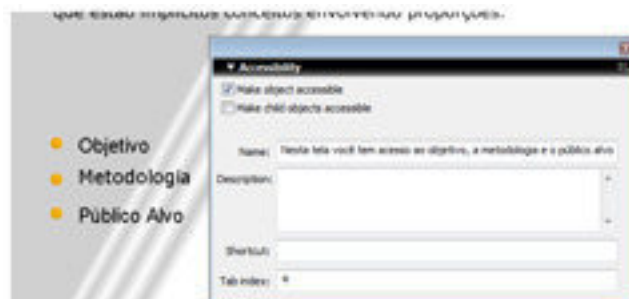 que estão implícitos conceitos envolvendo proporções.
Accessibility
Make object accessible
Make child objects accessible
Objetivo
Metodologia
Público Alvo
Name: Nesta tela você tem acesso ao objetivo, a metodologia e o público alvo
Description:
Shortcut:
Tab index: